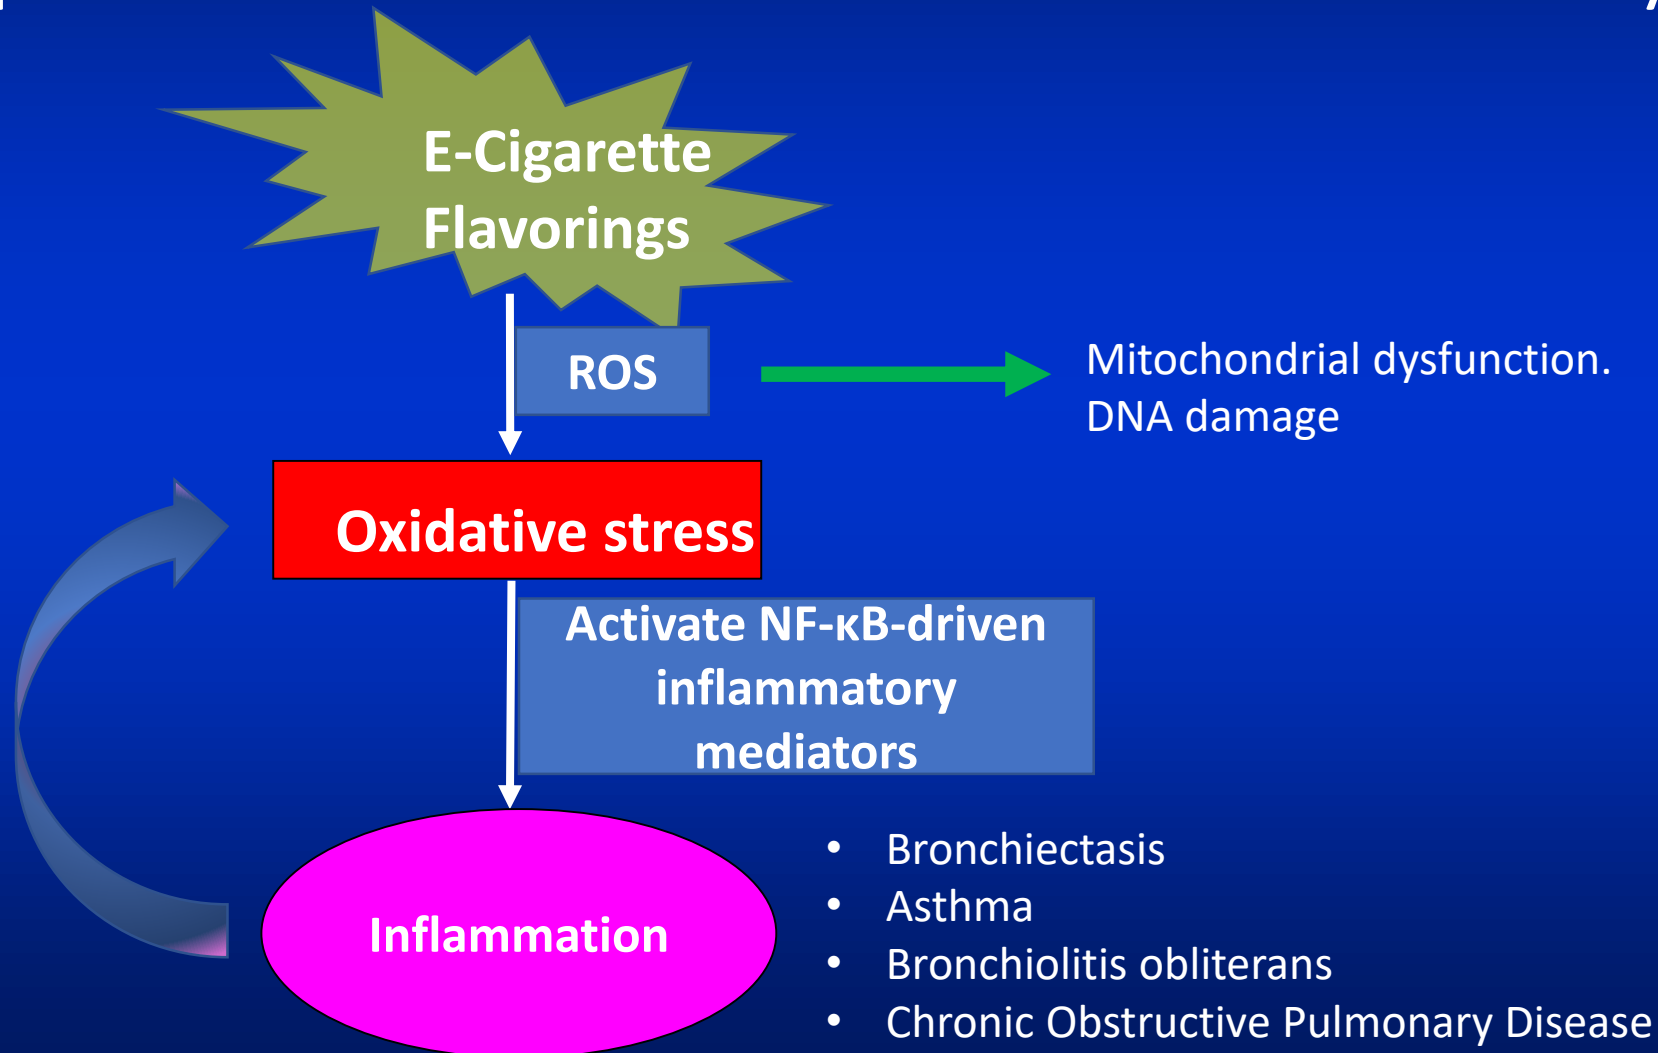 E-Cigarette
Flavorings
ROS
Mitochondrial dysfunction.
DNA damage
Oxidative stress
Activate NF-κB-driven
inflammatory
mediators
Inflammation
• Bronchiectasis
• Asthma
• Bronchiolitis obliterans
• Chronic Obstructive Pulmonary Disease